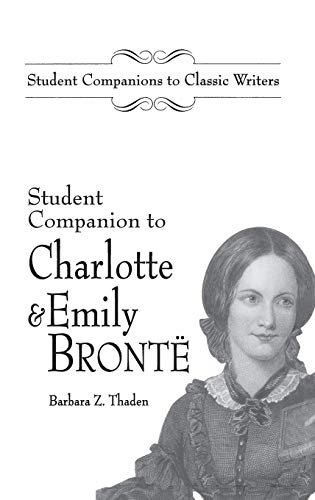 Student Companions to Classic Writers
Student
Companion to
Charlotte
& Emily
BRONTË
Barbara Z. Thaden